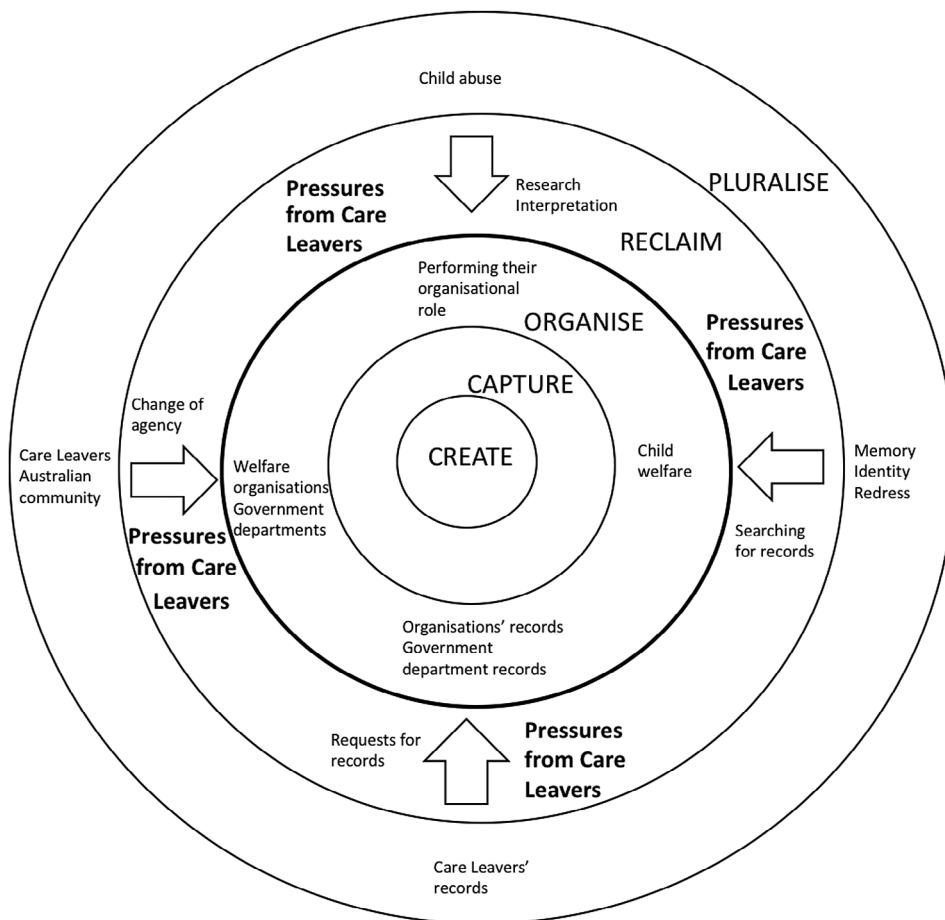 Child abuse
PLURALISE
Pressures
from Care
Leavers
Research
Interpretation
RECLAIM
Performing their
organisational
role
ORGANISE
Pressures
from Care
Leavers
CAPTURE
Change of
agency
CREATE
Care Leavers
Australian
community
Welfare
organisations
Government
departments
Child
welfare
Memory
Identity
Redress
Searching
for records
Pressures
from Care
Leavers
Organisations’ records
Government
department records
Requests for
records
Pressures
from Care
Leavers
Care Leavers’
records